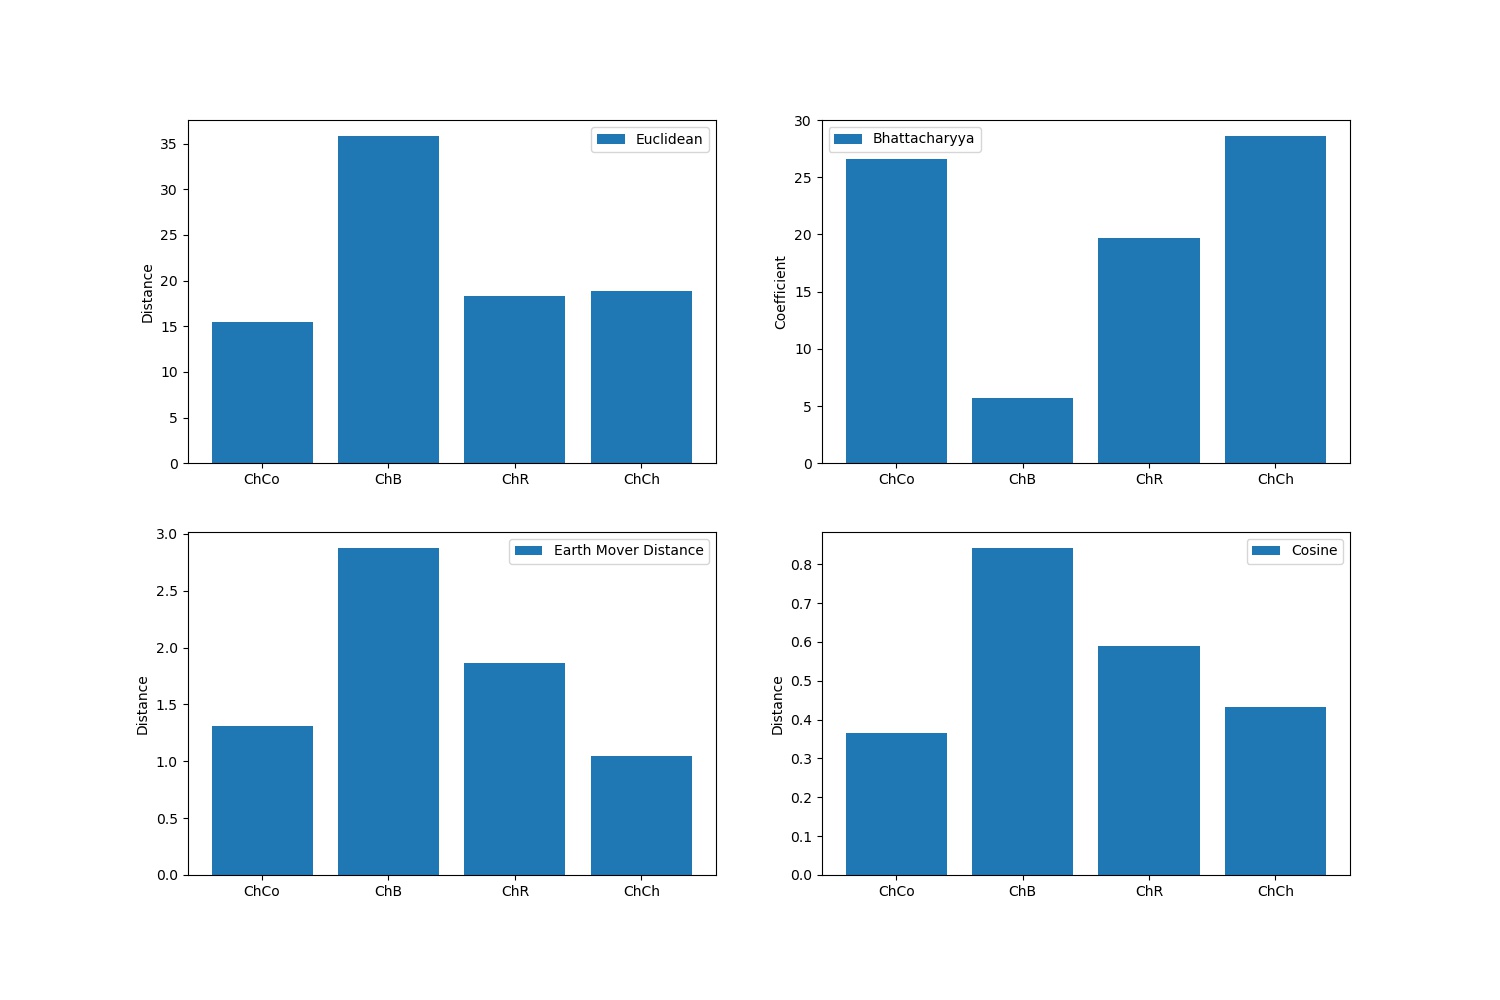 Euclidean
Distance
35
30
25
20
15
10
5
0
ChCo ChB ChR ChCh
Bhattacharyya
Coefficient
30
25
20
15
10
5
0
ChCo ChB ChR ChCh
Earth Mover Distance
Distance
3.0
2.5
2.0
1.5
1.0
0.5
0.0
ChCo ChB ChR ChCh
Cosine
Distance
0.8
0.7
0.6
0.5
0.4
0.3
0.2
0.1
0.0
ChCo ChB ChR ChCh